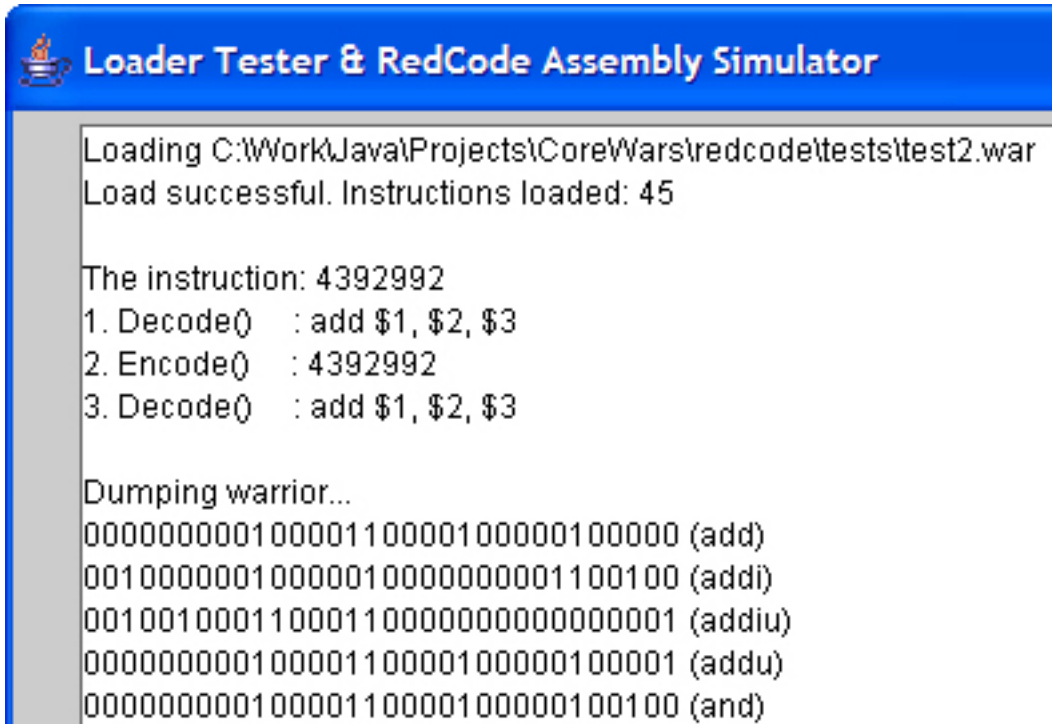 Loader Tester & RedCode Assembly Simulator
Loading C:\Work\Java\Projects\CoreWars\redcode\tests\test2.war
Load successful. Instructions loaded: 45
The instruction: 4392992
1. Decode() : add $1, $2, $3
2. Encode() : 4392992
3. Decode() : add $1, $2, $3
Dumping warrior...
00000000010000110000100000100000 (add)
00100000010000010000000001100100 (addi)
00100100011000110000000000000001 (addiu)
00000000010000110000100000100001 (addu)
00000000010000110000100000100100 (and)